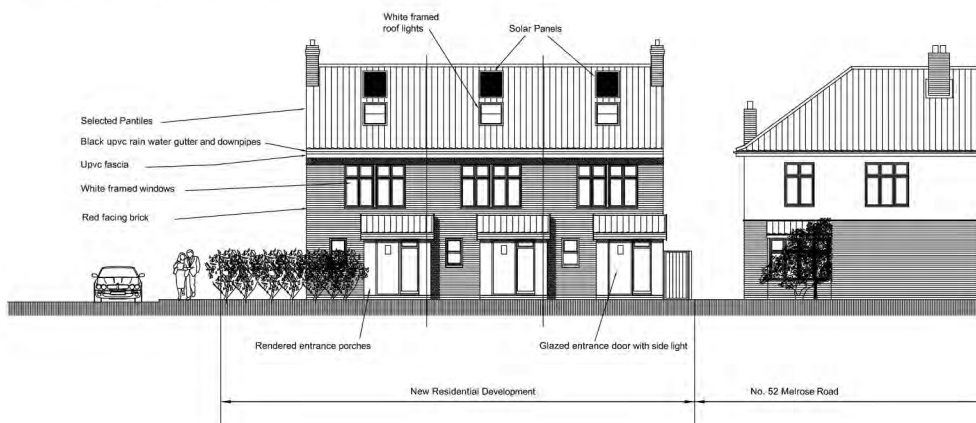 White framed
roof lights
Solar Panels
Selected Pantiles
Black upvc rain water gutter and downpipes
Upvc fascia
White framed windows
Red facing brick
Rendered entrance porches
Glazed entrance door with side light
New Residential Development
No. 52 Melrose Road